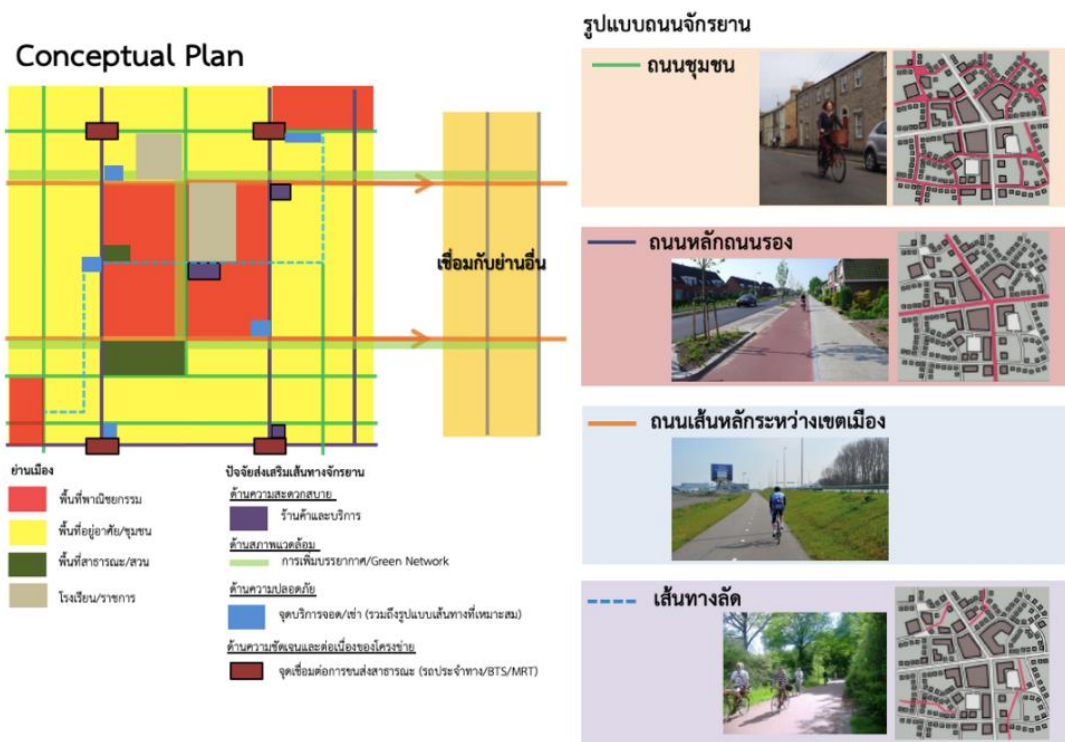 Conceptual Plan
เชื่อมกับย่านอื่น
ย่านเมือง
พื้นที่พาณิชยกรรม
พื้นที่อยู่อาศัย/ชุมชน
พื้นที่สาธารณะ/สวน
โรงเรียน/ราชการ
ปัจจัยส่งเสริมเส้นทางจักรยาน
ด้านความสะดวกสบาย
ร้านค้าและบริการ
ด้านสภาพแวดล้อม
การเพิ่มบรรยากาศ/Green Network
ด้านความปลอดภัย
จุดบริการจอด/เช่า (รวมถึงรูปแบบเส้นทางที่เหมาะสม)
ด้านความชัดเจนและต่อเนื่องของโครงข่าย
จุดเชื่อมต่อการขนส่งสาธารณะ (รถประจำทาง/BTS/MRT)
รูปแบบถนนจักรยาน
ถนนชุมชน
ถนนหลักถนนรอง
ถนนเส้นหลักระหว่างเขตเมือง
เส้นทางลัด